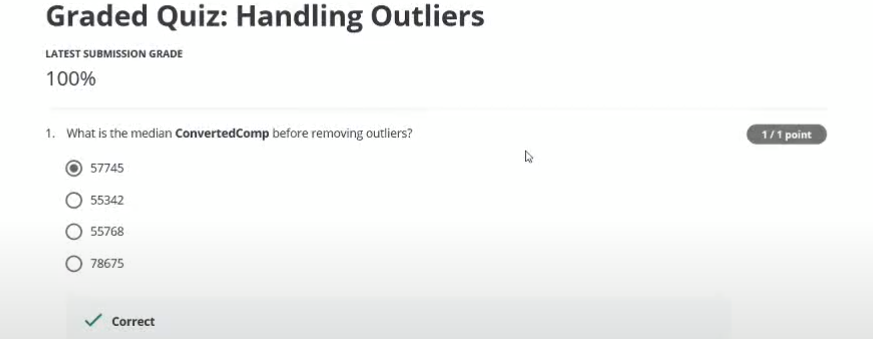 Graded Quiz: Handling Outliers
LATEST SUBMISSION GRADE
100%
1. What is the median ConvertedComp before removing outliers?
1 / 1 point
57745
55342
55768
78675
Correct